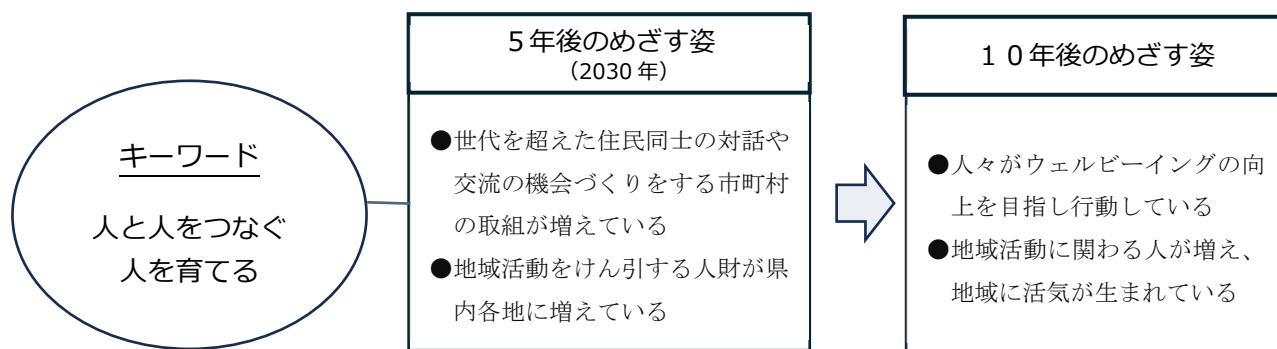 キーワード
人と人をつなぐ
人を育てる
5年後のめざす姿
（2030年）
●世代を超えた住民同士の対話や
交流の機会づくりをする市町村
の取組が増えている
●地域活動をけん引する人財が県
内各地に増えている
１０年後のめざす姿
●人々がウェルビーイングの向
上を目指し行動している
●地域活動に関わる人が増え、
地域に活気が生まれている